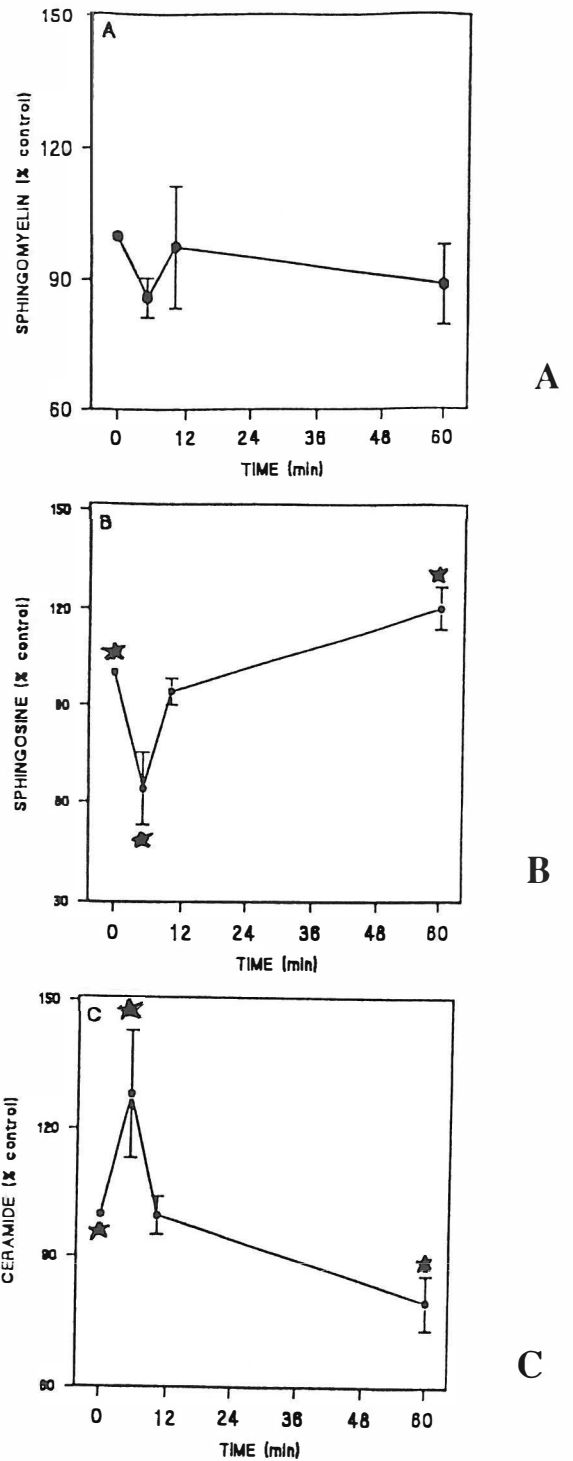 150
A
120
90
60
SPHINGOMYELIN (% control)
0 12 24 36 48 60
TIME (min)
A
150
B
120
90
60
30
SPHINGOSINE (% control)
0 12 24 36 48 60
TIME (min)
B
150
C
120
90
60
CERAMIDE (% control)
0 12 24 36 48 60
TIME (min)
C